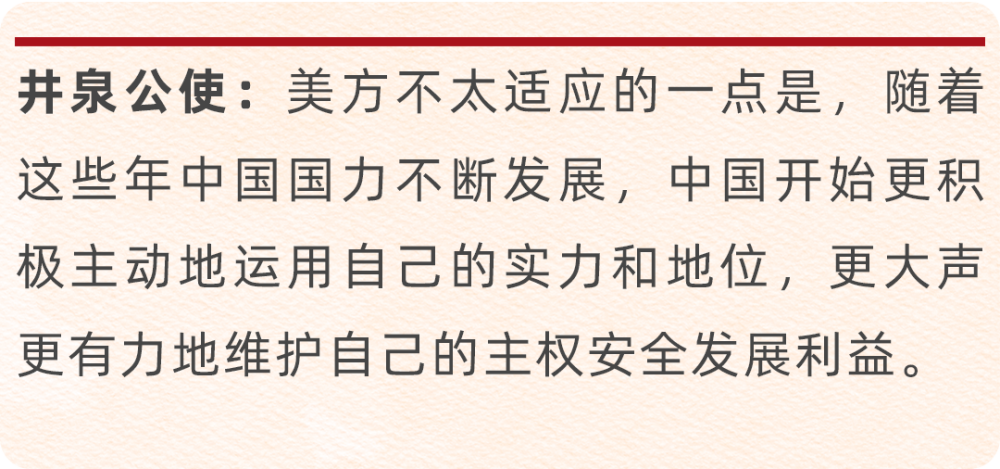 井泉公使：美方不太适应的一点是，随着
这些年中国国力不断发展，中国开始更积
极主动地运用自己的实力和地位，更大声
更有力地维护自己的主权安全发展利益。